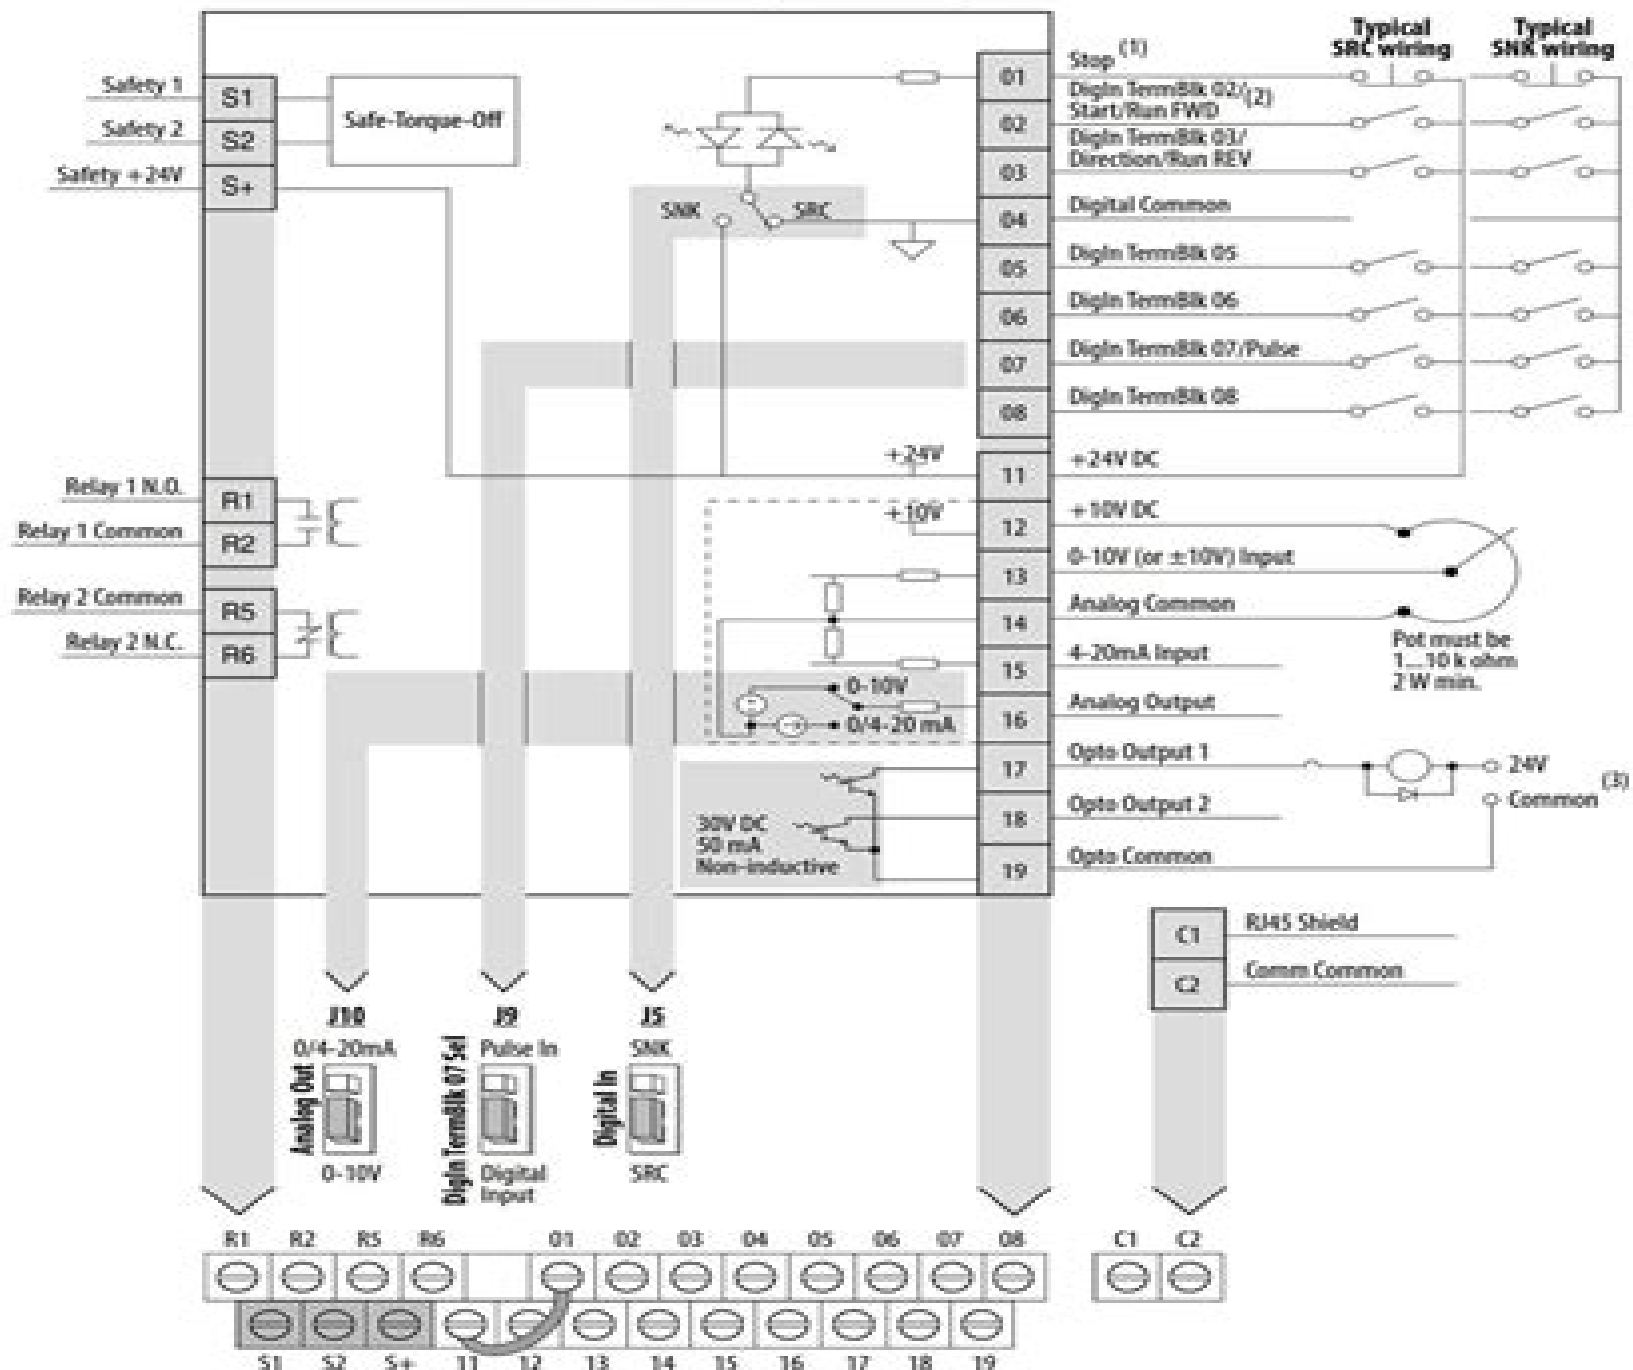 Typical
SRC wiring
Typical
SNK wiring
Safety 1
S1
Safety 2
S2
Safety +24V
S+
Safe-Torque-Off
SNK
SRC
01
Stop (1)
02
DigIn TermBlk 02/(2)
Start/Run FWD
03
DigIn TermBlk 03/
Direction/Run REV
04
Digital Common
05
DigIn TermBlk 05
06
DigIn TermBlk 06
07
DigIn TermBlk 07/Pulse
08
DigIn TermBlk 08
+24V
11
+24V DC
+10V
12
+10V DC
13
0-10V (or ±10V) Input
14
Analog Common
15
4-20mA Input
Pot must be
1...10 k ohm
2 W min.
0-10V
0/4-20 mA
16
Analog Output
17
Opto Output 1
24V
Common (3)
18
Opto Output 2
19
Opto Common
30V DC
50 mA
Non-inductive
Relay 1 N.O.
R1
Relay 1 Common
R2
Relay 2 Common
R5
Relay 2 N.C.
R6
C1
RJ45 Shield
C2
Comm Common
J10
0/4-20mA
Analog Out
0-10V
J9
Pulse In
DigIn TermBlk 07 Sel
Digital
Input
J5
SNK
Digital In
SRC
R1 R2 R5 R6 01 02 03 04 05 06 07 08
C1 C2
S1 S2 S+ 11 12 13 14 15 16 17 18 19